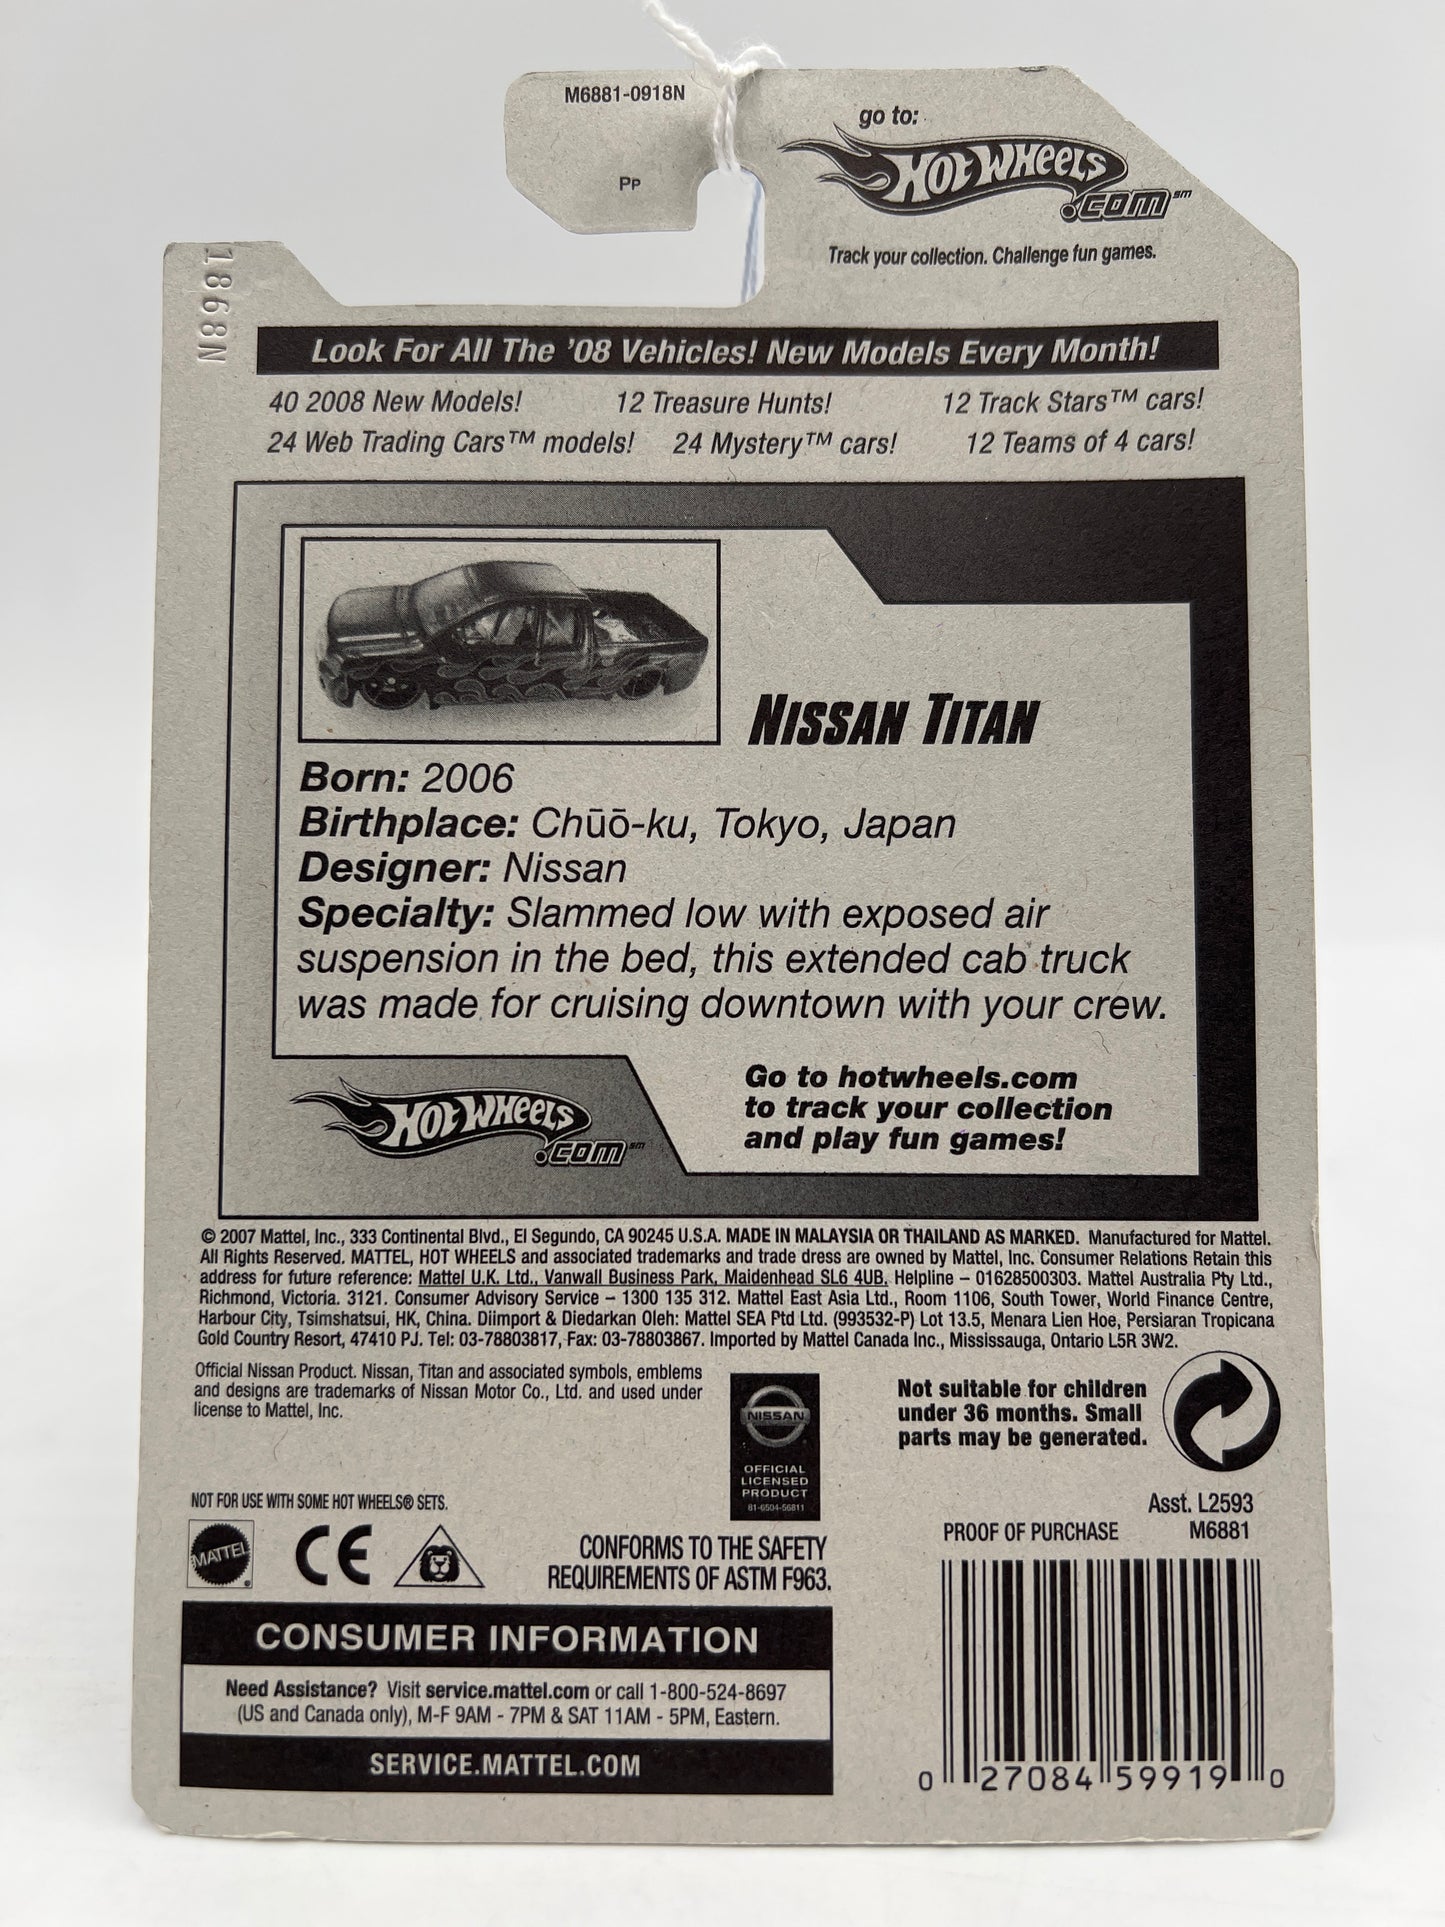 M6881-0918N
Pp
go to:
HOT WHEELS
.COM℠
Track your collection. Challenge fun games.
1868N
Look For All The '08 Vehicles! New Models Every Month!
40 2008 New Models! 12 Treasure Hunts! 12 Track Stars™ cars!
24 Web Trading Cars™ models! 24 Mystery™ cars! 12 Teams of 4 cars!
NISSAN TITAN
Born: 2006
Birthplace: Chūō-ku, Tokyo, Japan
Designer: Nissan
Specialty: Slammed low with exposed air
suspension in the bed, this extended cab truck
was made for cruising downtown with your crew.
HOT WHEELS
.COM℠
Go to hotwheels.com
to track your collection
and play fun games!
© 2007 Mattel, Inc., 333 Continental Blvd., El Segundo, CA 90245 U.S.A. MADE IN MALAYSIA OR THAILAND AS MARKED. Manufactured for Mattel.
All Rights Reserved. MATTEL, HOT WHEELS and associated trademarks and trade dress are owned by Mattel, Inc. Consumer Relations Retain this
address for future reference: Mattel U.K. Ltd., Vanwall Business Park, Maidenhead SL6 4UB. Helpline – 01628500303. Mattel Australia Pty Ltd.,
Richmond, Victoria. 3121. Consumer Advisory Service – 1300 135 312. Mattel East Asia Ltd., Room 1106, South Tower, World Finance Centre,
Harbour City, Tsimshatsui, HK, China. Diimport & Diedarkan Oleh: Mattel SEA Ptd Ltd. (993532-P) Lot 13.5, Menara Lien Hoe, Persiaran Tropicana
Gold Country Resort, 47410 PJ. Tel: 03-78803817, Fax: 03-78803867. Imported by Mattel Canada Inc., Mississauga, Ontario L5R 3W2.
Official Nissan Product. Nissan, Titan and associated symbols, emblems
and designs are trademarks of Nissan Motor Co., Ltd. and used under
license to Mattel, Inc.
NISSAN
OFFICIAL
LICENSED
PRODUCT
81-6504-56811
Not suitable for children
under 36 months. Small
parts may be generated.
NOT FOR USE WITH SOME HOT WHEELS® SETS.
MATTEL®
CE
CONFORMS TO THE SAFETY
REQUIREMENTS OF ASTM F963.
Asst. L2593
PROOF OF PURCHASE M6881
CONSUMER INFORMATION
Need Assistance? Visit service.mattel.com or call 1-800-524-8697
(US and Canada only), M-F 9AM - 7PM & SAT 11AM - 5PM, Eastern.
SERVICE.MATTEL.COM
0 27084 59919 0